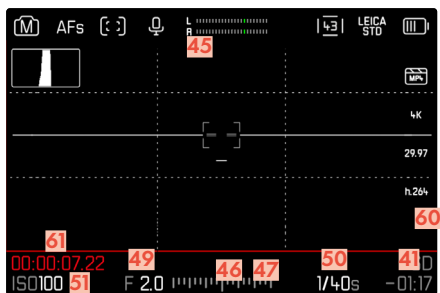 M AFs L R 43 LEICA STD
45
MP4
4K
29.97
h.264
60
61 49 46 47 50 41
00:00:07.22 D
ISO100 51 F 2.0 1/40s -01:17